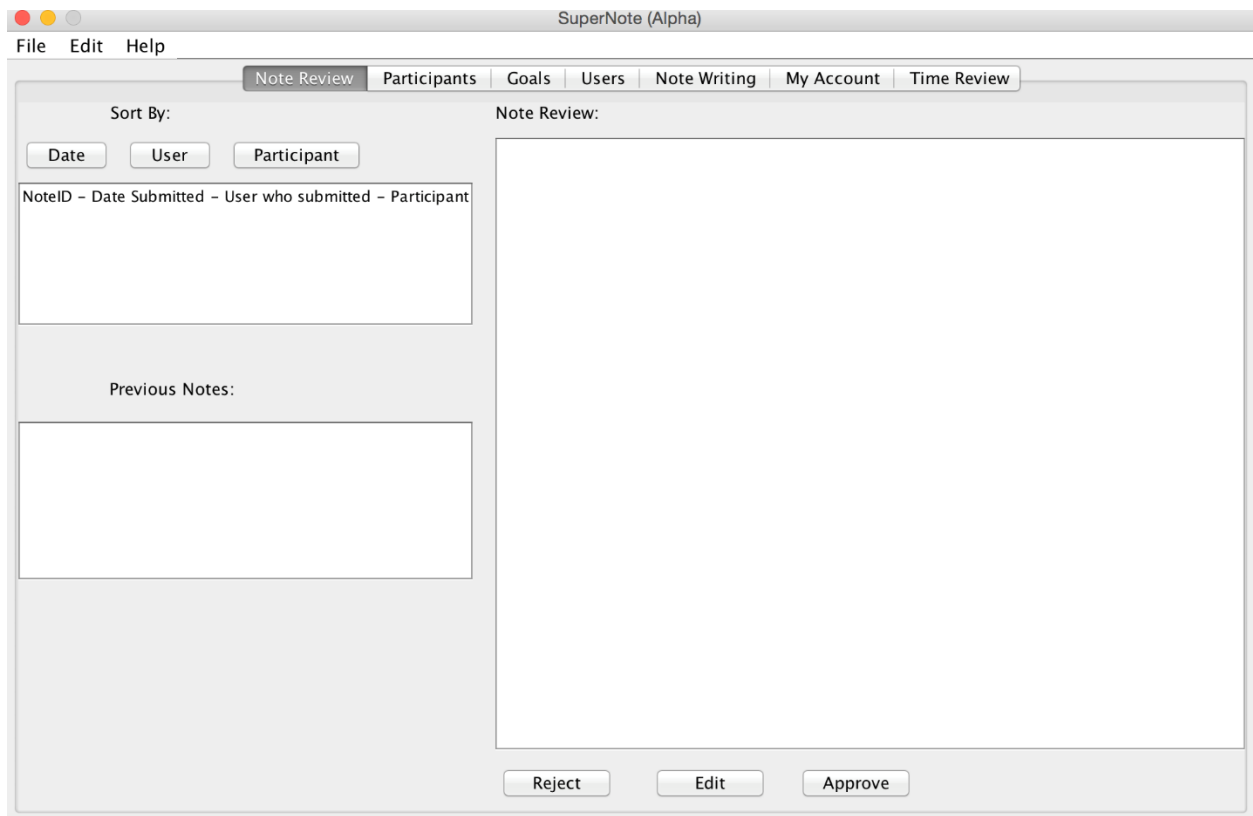 SuperNote (Alpha)
File Edit Help
Note Review Participants Goals Users Note Writing My Account Time Review
Sort By:
Date User Participant
NoteID – Date Submitted – User who submitted – Participant
Previous Notes:
Note Review:
Reject Edit Approve